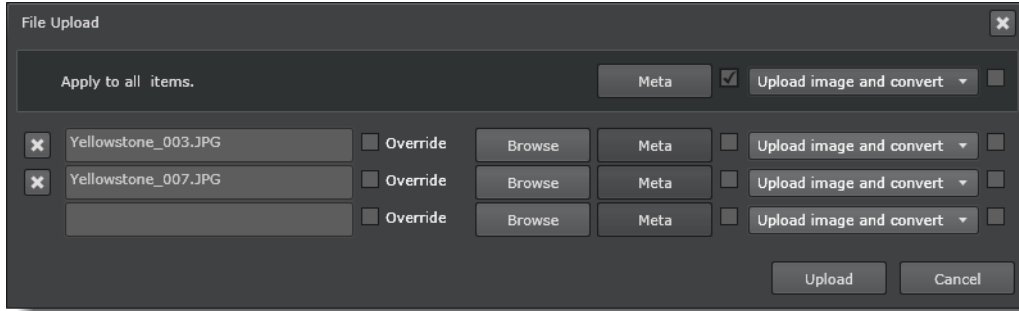 File Upload
Apply to all items. Meta Upload image and convert
Yellowstone_003.JPG Override Browse Meta Upload image and convert
Yellowstone_007.JPG Override Browse Meta Upload image and convert
Override Browse Meta Upload image and convert
Upload Cancel